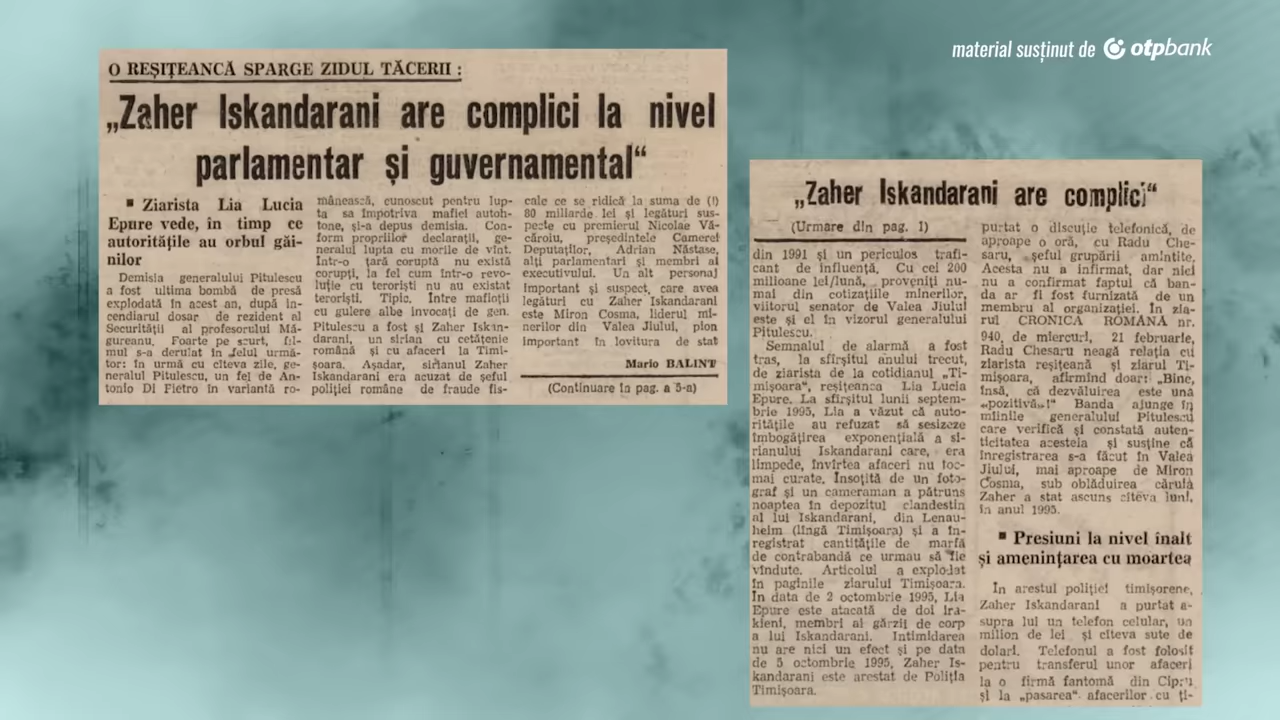 material susținut de otpbank
O REȘIȚEANCĂ SPARGE ZIDUL TĂCERII :
„Zaher Iskandarani are complici la nivel
parlamentar și guvernamental“
■ Ziarista Lia Lucia
Epure vede, în timp ce
autoritățile au orbul găi-
nilor
Demisia generalului Pitulescu
a fost ultima bombă de presă
explodată în acest an, după in-
cendiarul dosar de rezident al
Securității al profesorului Mă-
gureanu. Foarte pe scurt, fil-
mul s-a derulat în felul urmă-
tor: în urmă cu cîteva zile, ge-
neralul Pitulescu, un fel de An-
tonio Di Pietro în variantă ro-
mânească, cunoscut pentru lup-
ta sa împotriva mafiei autoh-
tone, și-a depus demisia. Con-
form propriilor declarații, ge-
neralul lupta cu morile de vînt.
Într-o țară coruptă nu există
corupți, la fel cum într-o revo-
luție cu teroriști nu au existat
teroriști. Tipic. Între mafioții
cu gulere albe invocați de gen.
Pitulescu a fost și Zaher Iskan-
darani, un sirian cu cetățenie
română și cu afaceri la Timi-
șoara. Așadar, sirianul Zaher
Iskandarani era acuzat de șeful
poliției române de fraude fis-
cale ce se ridică la suma de (!)
80 miliarde lei și legături sus-
pecte cu premierul Nicolae Vă-
căroiu, președintele Camerei
Deputaților, Adrian Năstase,
alți parlamentari și membri ai
executivului. Un alt personaj
important și suspect, care avea
legături cu Zaher Iskandarani
este Miron Cosma, liderul mi-
nerilor din Valea Jiului, pion
important în lovitura de stat
Mario BALINT
(Continuare în pag. a 5-a)
„Zaher Iskandarani are complici“
(Urmare din pag. 1)
din 1991 și un periculos trafi-
cant de influență. Cu cei 200
milioane lei/lună, proveniți nu-
mai din cotizațiile minerilor,
viitorul senator de Valea Jiului
este și el în vizorul generalului
Pitulescu.
Semnalul de alarmă a fost
tras, la sfîrșitul anului trecut,
de ziarista de la cotidianul „Ti-
mișoara“, reșițeanca Lia Lucia
Epure. La sfîrșitul lunii septem-
brie 1995, Lia a văzut că auto-
ritățile au refuzat să sesizeze
îmbogățirea exponențială a si-
rianului Iskandarani care, era
limpede, învîrtea afaceri nu toc-
mai curate. Însoțită de un foto-
graf și un cameraman a pătruns
noaptea în depozitul clandestin
al lui Iskandarani, din Lenau-
heim (lîngă Timișoara) și a în-
registrat cantitățile de marfă
de contrabandă ce urmau să fie
vîndute. Articolul a explodat
în paginile ziarului Timișoara.
În data de 2 octombrie 1995, Lia
Epure este atacată de doi ira-
kieni, membri ai gărzii de corp
a lui Iskandarani. Intimidarea
nu are nici un efect și pe data
de 5 octombrie 1995, Zaher Is-
kandarani este arestat de Poliția
Timișoara.
purtat o discuție telefonică, de
aproape o oră, cu Radu Che-
saru, șeful grupării amintite.
Acesta nu a infirmat, dar nici
nu a confirmat faptul că ban-
da ar fi fost furnizată de un
membru al organizației. În zia-
rul CRONICA ROMÂNĂ nr.
940, de miercuri, 21 februarie,
Radu Chesaru neagă relația cu
ziarista reșițeană și ziarul Ti-
mișoara, afirmînd doar: „Bine,
însă, că dezvăluirea este una
«pozitivă»!“ Banda ajunge în
mîinile generalului Pitulescu
care verifică și constată auten-
ticitatea acesteia și susține că
înregistrarea s-a făcut în Valea
Jiului, mai aproape de Miron
Cosma, sub oblăduirea căruia
Zaher a stat ascuns cîteva luni,
în anul 1995.
■ Presiuni la nivel înalt
și amenințarea cu moartea
În arestul poliției timișorene,
Zaher Iskandarani a purtat a-
supra lui un telefon celular, un
milion de lei și cîteva sute de
dolari. Telefonul a fost folosit
pentru transferul unor afaceri
la o firmă fantomă din Cipru
și la „pasarea“ afacerilor cu ți-